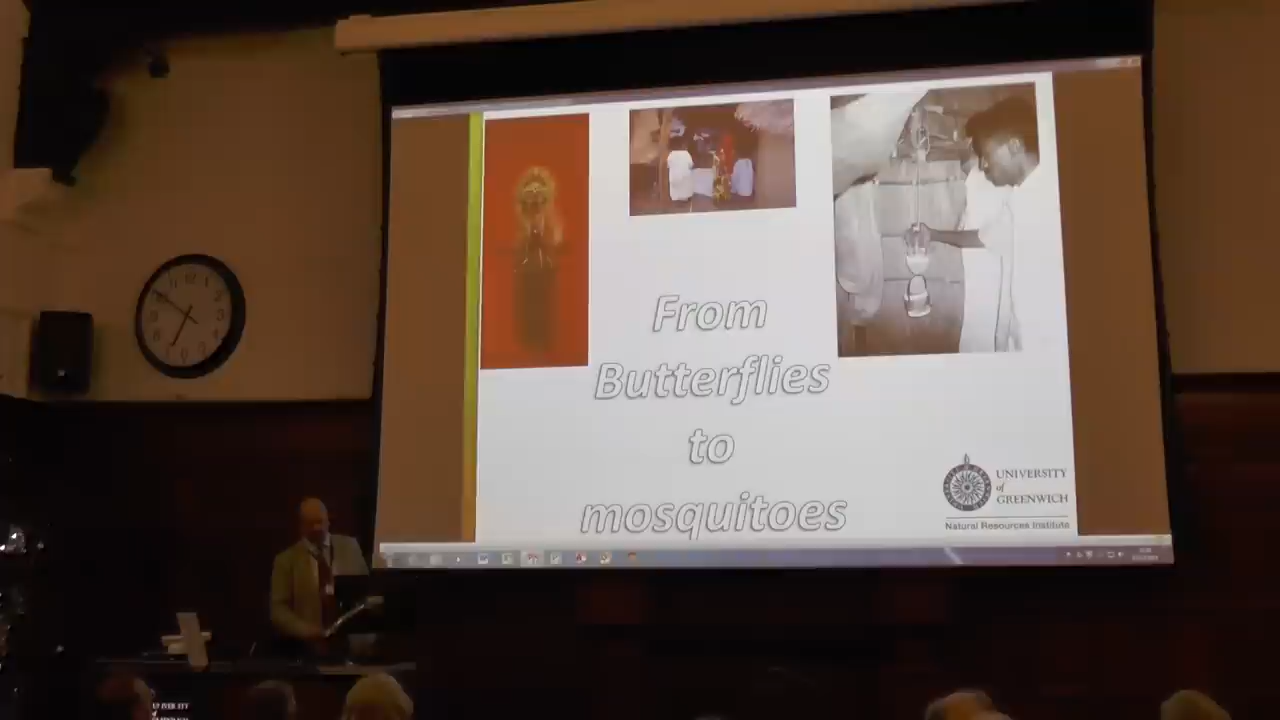 From
Butterflies
to
mosquitoes
UNIVERSITY
of
GREENWICH
Natural Resources Institute